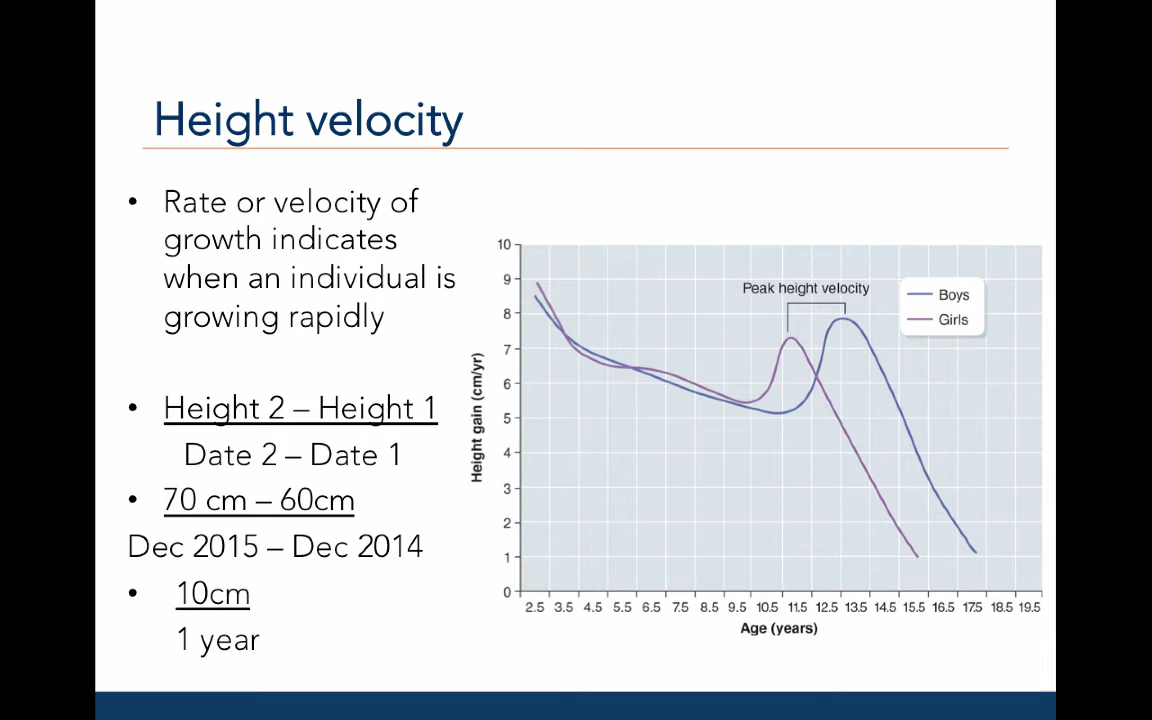 Height velocity
• Rate or velocity of
growth indicates
when an individual is
growing rapidly
• Height 2 – Height 1
Date 2 – Date 1
• 70 cm – 60cm
Dec 2015 – Dec 2014
• 10cm
1 year
10
9
8
7
6
5
4
3
2
1
0
Height gain (cm/yr)
Peak height velocity
Boys
Girls
2.5 3.5 4.5 5.5 6.5 7.5 8.5 9.5 10.5 11.5 12.5 13.5 14.5 15.5 16.5 17.5 18.5 19.5
Age (years)